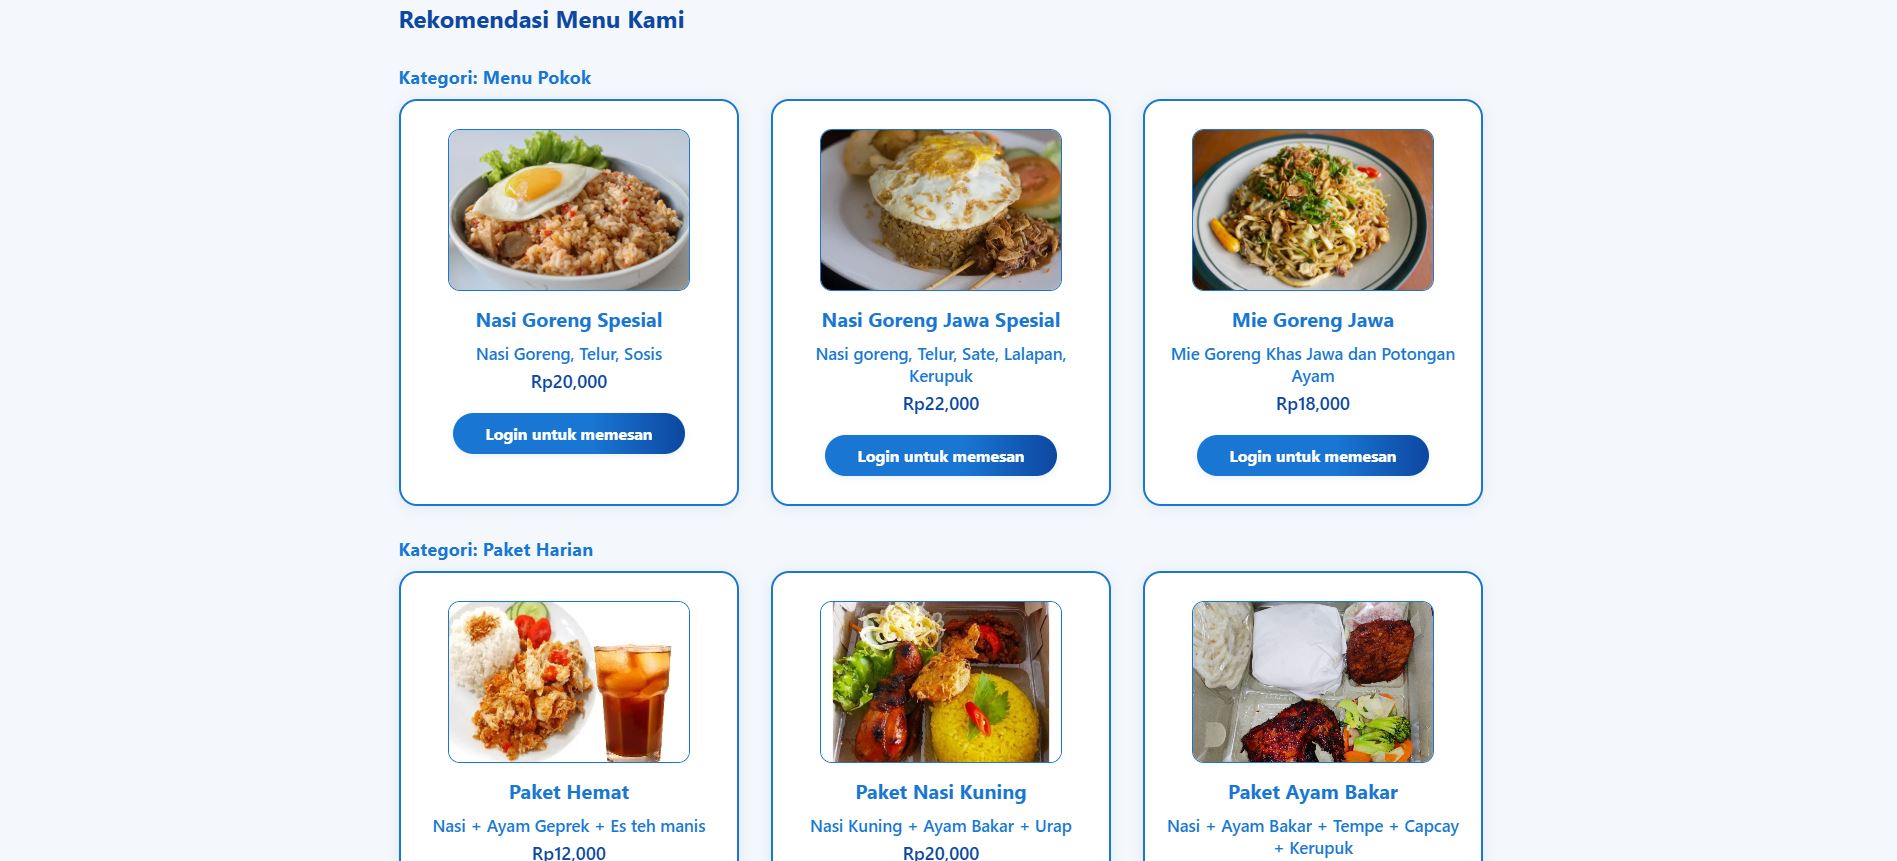 Rekomendasi Menu Kami
Kategori: Menu Pokok
Nasi Goreng Spesial
Nasi Goreng, Telur, Sosis
Rp20,000
Login untuk memesan
Nasi Goreng Jawa Spesial
Nasi goreng, Telur, Sate, Lalapan,
Kerupuk
Rp22,000
Login untuk memesan
Mie Goreng Jawa
Mie Goreng Khas Jawa dan Potongan
Ayam
Rp18,000
Login untuk memesan
Kategori: Paket Harian
Paket Hemat
Nasi + Ayam Geprek + Es teh manis
Rp12,000
Paket Nasi Kuning
Nasi Kuning + Ayam Bakar + Urap
Rp20,000
Paket Ayam Bakar
Nasi + Ayam Bakar + Tempe + Capcay
+ Kerupuk